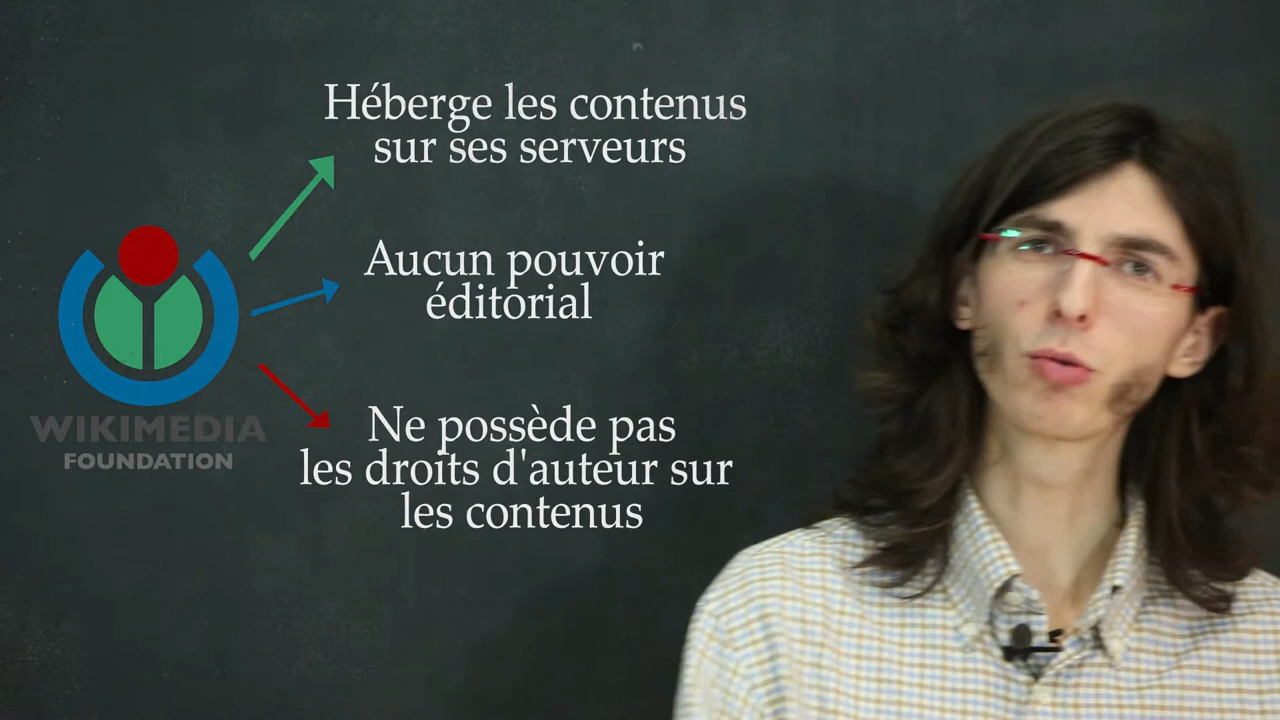 Héberge les contenus
sur ses serveurs
Aucun pouvoir
éditorial
WIKIMEDIA
FOUNDATION
Ne possède pas
les droits d'auteur sur
les contenus